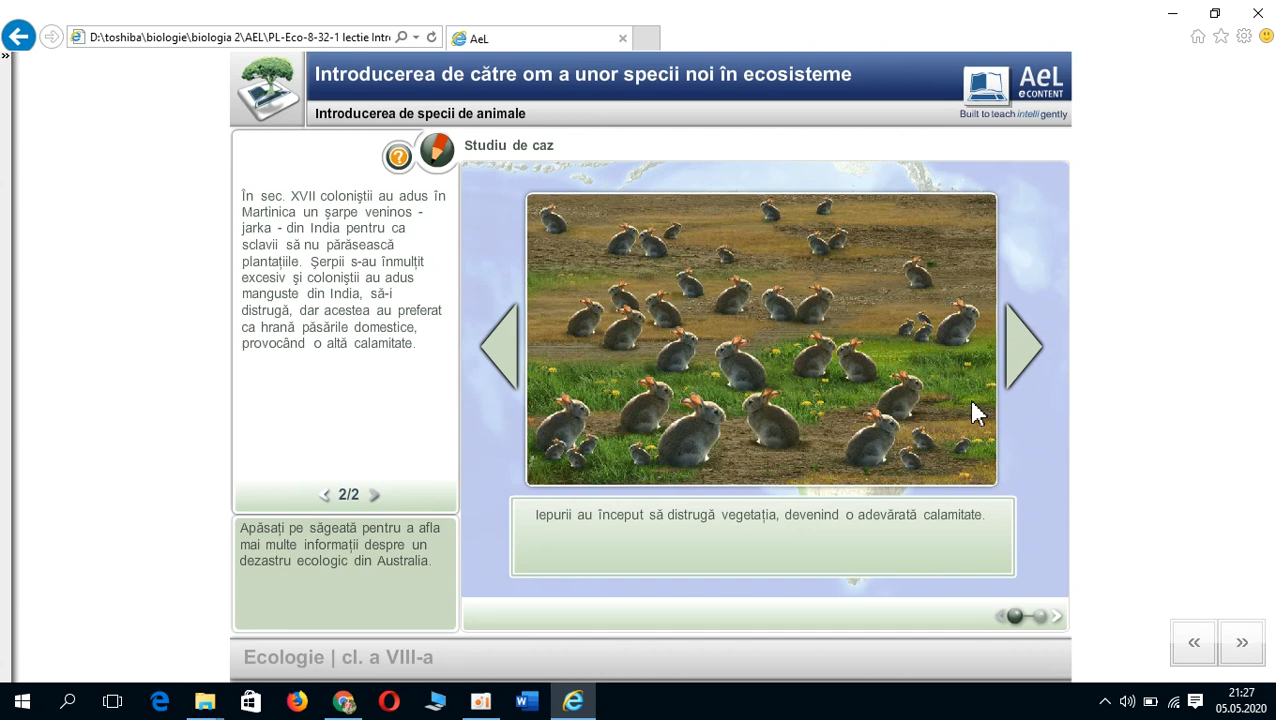 D:\toshiba\biologie\biologia 2\AEL\PL-Eco-8-32-1 lectie Intr
AeL
»
Introducerea de către om a unor specii noi în ecosisteme
Introducerea de specii de animale
AeL
eCONTENT
Built to teach intelligently
?
Studiu de caz
În sec. XVII coloniştii au adus în
Martinica un şarpe veninos -
jarka - din India pentru ca
sclavii să nu părăsească
plantaţiile. Şerpii s-au înmulţit
excesiv şi coloniştii au adus
manguste din India, să-i
distrugă, dar acestea au preferat
ca hrană păsările domestice,
provocând o altă calamitate.
2/2
Apăsaţi pe săgeată pentru a afla
mai multe informaţii despre un
dezastru ecologic din Australia.
Iepurii au început să distrugă vegetaţia, devenind o adevărată calamitate.
Ecologie | cl. a VIII-a
« »
21:27
05.05.2020